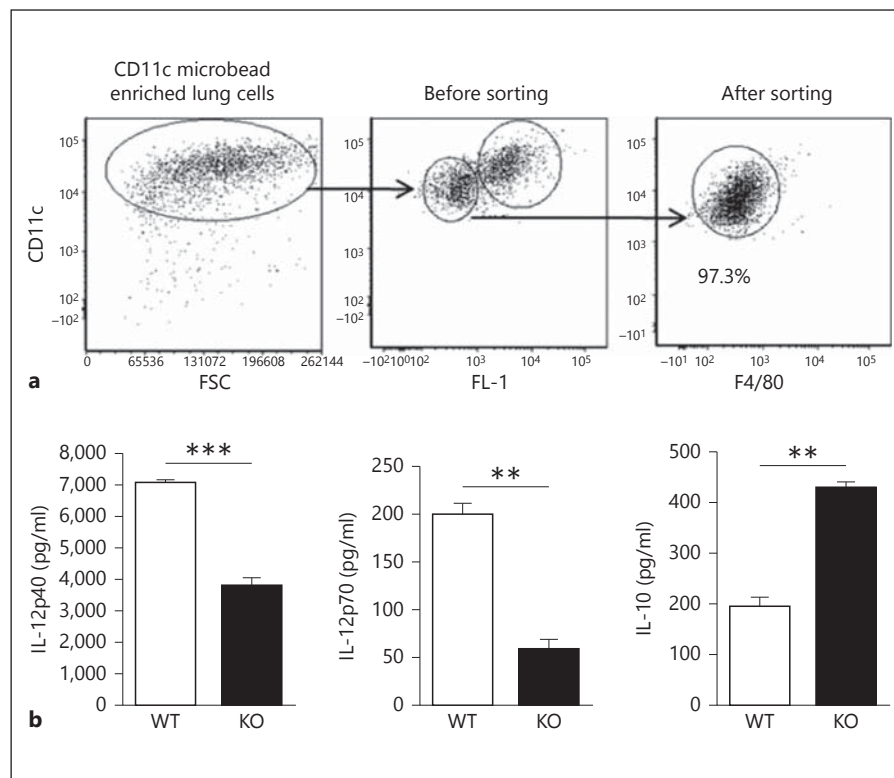 CD11c microbead
enriched lung cells
Before sorting
After sorting
CD11c
10⁵
10⁴
10³
10²
–10²
0
65536
131072
196608
262144
FSC
10⁵
10⁴
10³
10²
–10²
–10²10⁰10²
10³
10⁴
10⁵
FL-1
10⁵
10⁴
10³
10²
–10¹
97.3%
–10¹
10²
10³
10⁴
10⁵
F4/80
a
IL-12p40 (pg/ml)
8,000
7,000
6,000
5,000
4,000
3,000
2,000
1,000
0
***
WT
KO
IL-12p70 (pg/ml)
250
200
150
100
50
0
**
WT
KO
IL-10 (pg/ml)
500
400
300
200
100
0
**
WT
KO
b